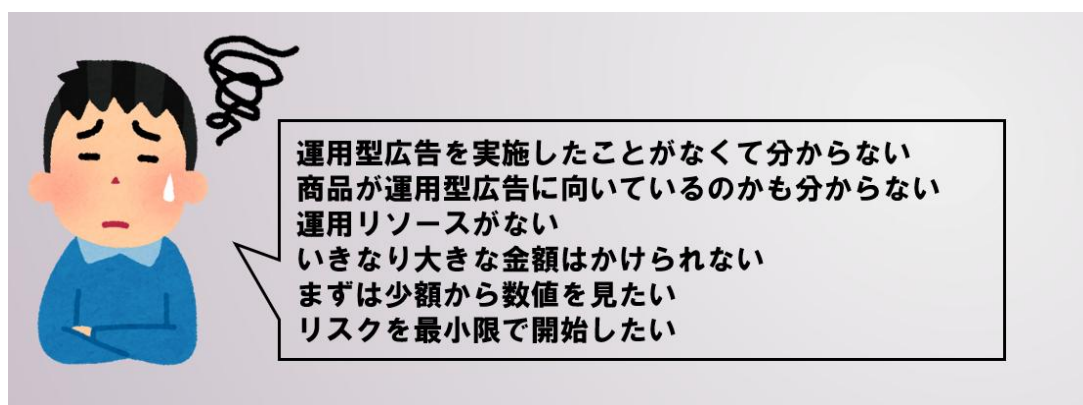 運用型広告を実施したことがなくて分からない
商品が運用型広告に向いているのかも分からない
運用リソースがない
いきなり大きな金額はかけられない
まずは少額から数値を見たい
リスクを最小限で開始したい